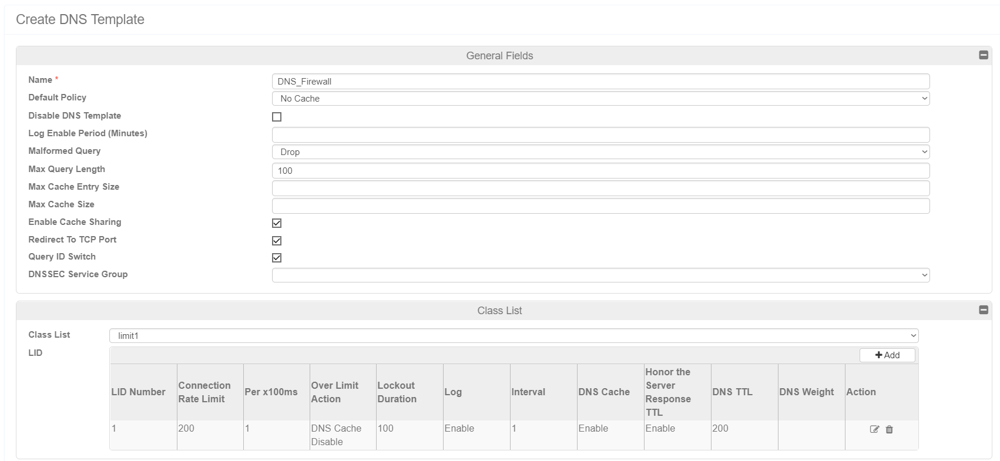 Create DNS Template
General Fields
Name *
DNS_Firewall
Default Policy
No Cache
Disable DNS Template
Log Enable Period (Minutes)
Malformed Query
Drop
Max Query Length
100
Max Cache Entry Size
Max Cache Size
Enable Cache Sharing
Redirect To TCP Port
Query ID Switch
DNSSEC Service Group
Class List
Class List
limit1
LID
Add
LID Number
Connection
Rate Limit
Per x100ms
Over Limit
Action
Lockout
Duration
Log
Interval
DNS Cache
Honor the
Server
Response
TTL
DNS TTL
DNS Weight
Action
1
200
1
DNS Cache
Disable
100
Enable
1
Enable
Enable
200